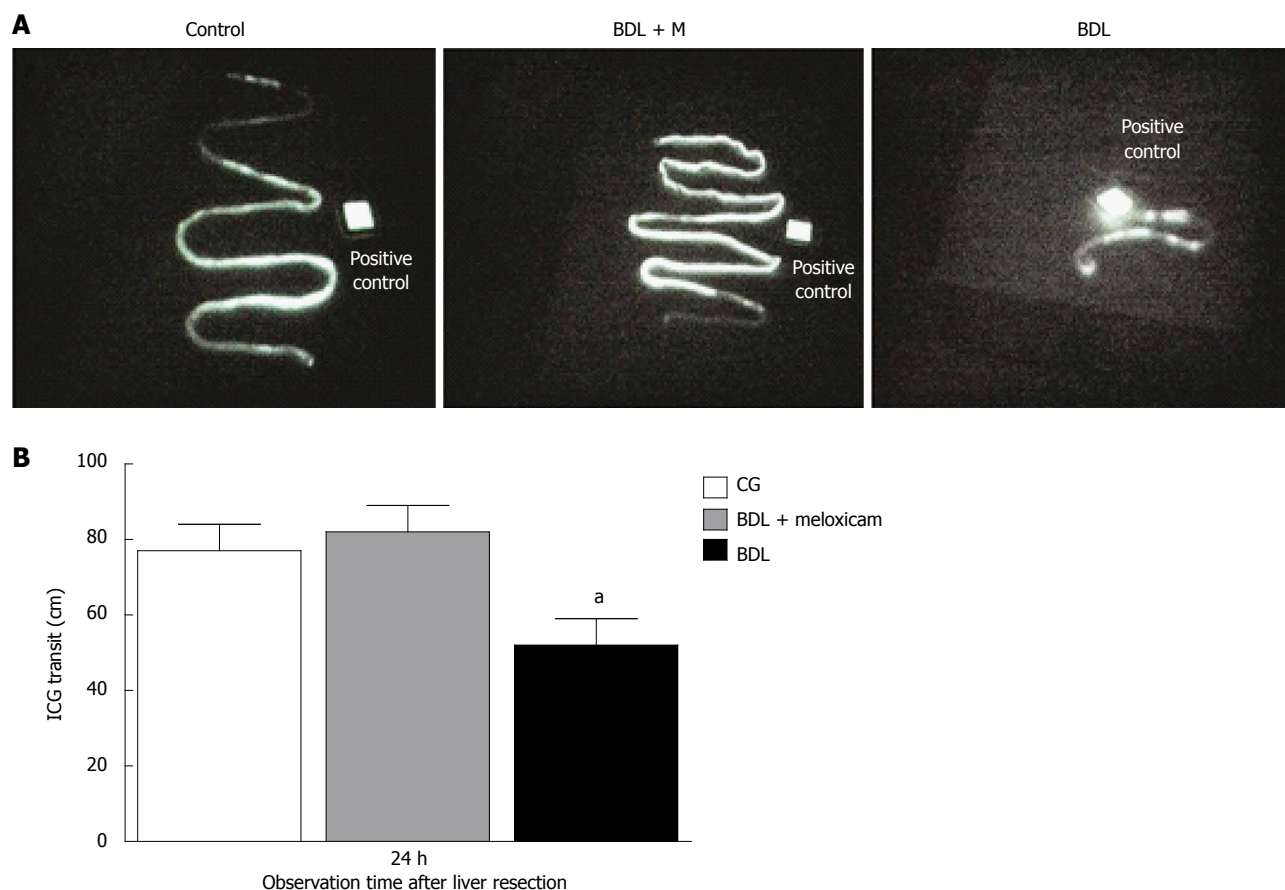 A
Control
BDL + M
BDL
Positive
control
Positive
control
Positive
control
B
100
80
60
40
20
0
ICG transit (cm)
a
24 h
Observation time after liver resection
CG
BDL + meloxicam
BDL